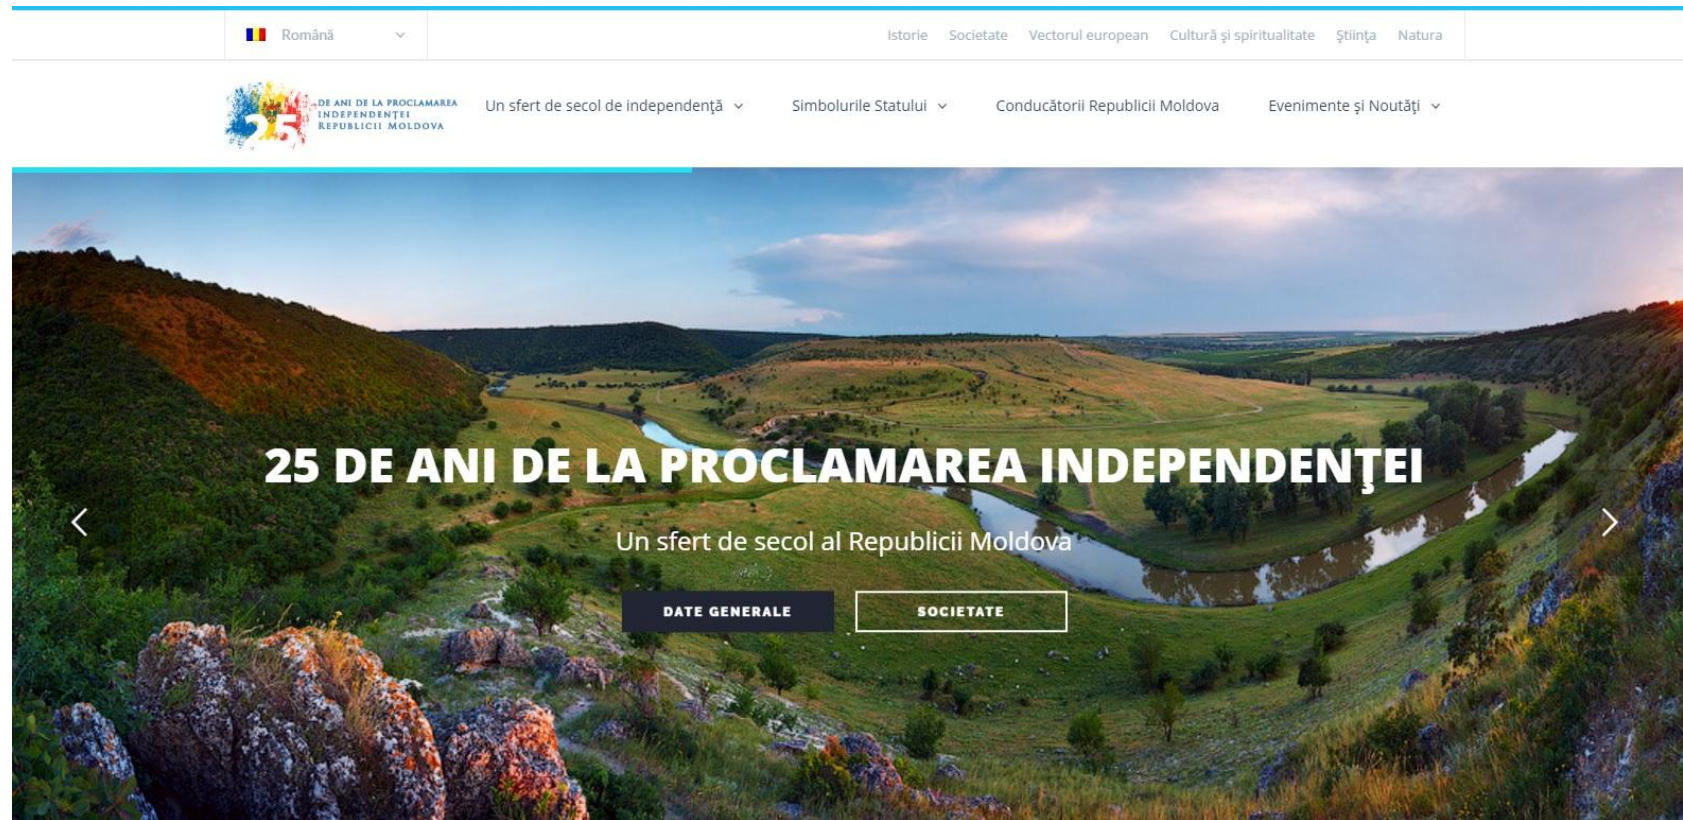 Română
Istorie Societate Vectorul european Cultură şi spiritualitate Ştiinţa Natura
25 DE ANI DE LA PROCLAMAREA
INDEPENDENŢEI
REPUBLICII MOLDOVA
Un sfert de secol de independenţă Simbolurile Statului Conducătorii Republicii Moldova Evenimente şi Noutăţi
25 DE ANI DE LA PROCLAMAREA INDEPENDENŢEI
Un sfert de secol al Republicii Moldova
DATE GENERALE SOCIETATE